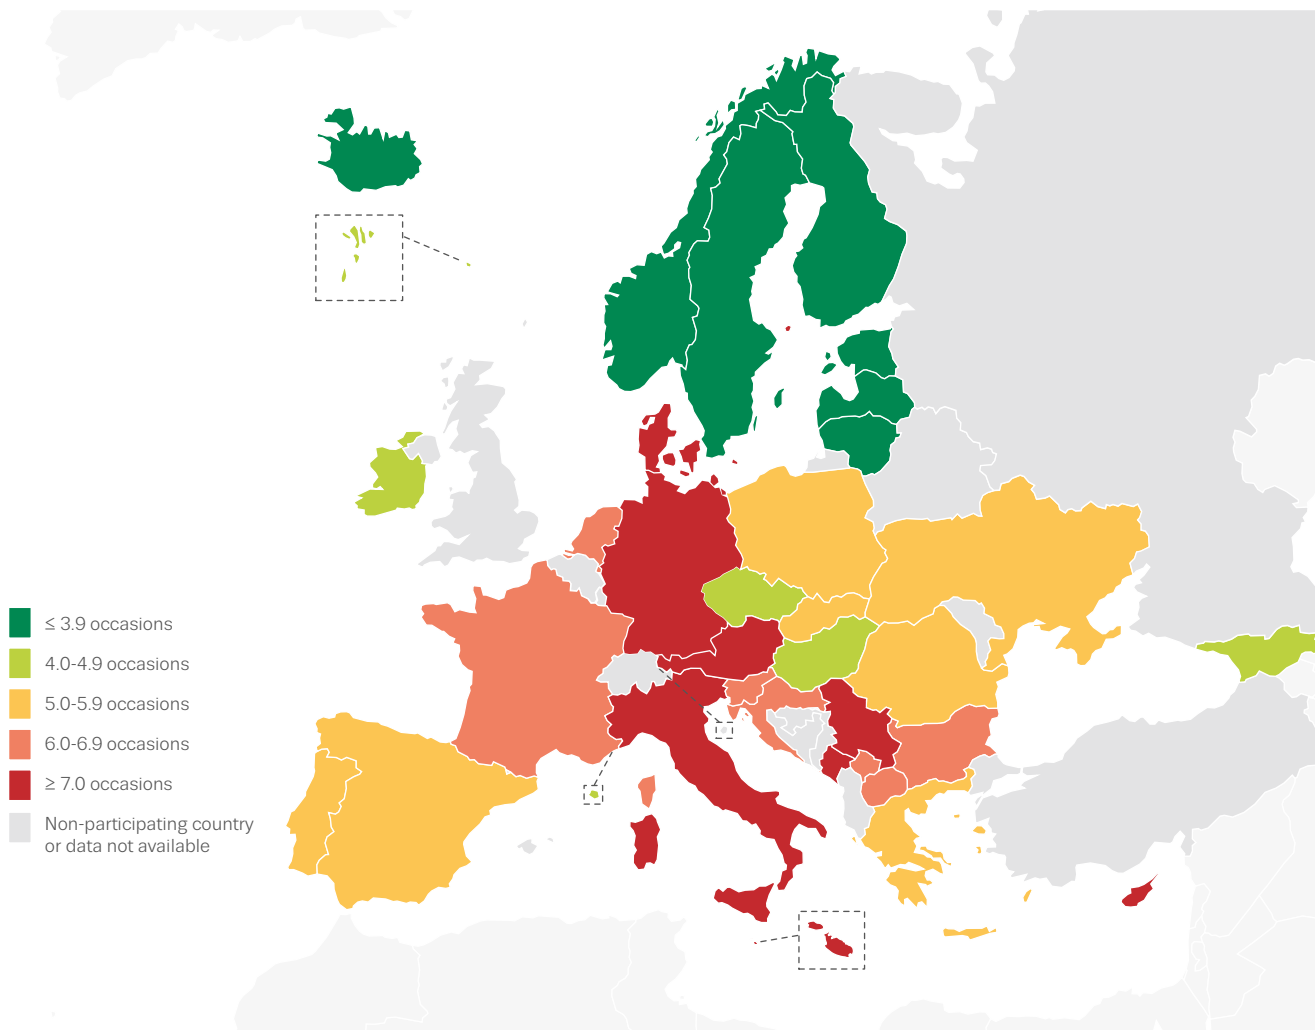 ≤ 3.9 occasions
4.0-4.9 occasions
5.0-5.9 occasions
6.0-6.9 occasions
≥ 7.0 occasions
Non-participating country
or data not available